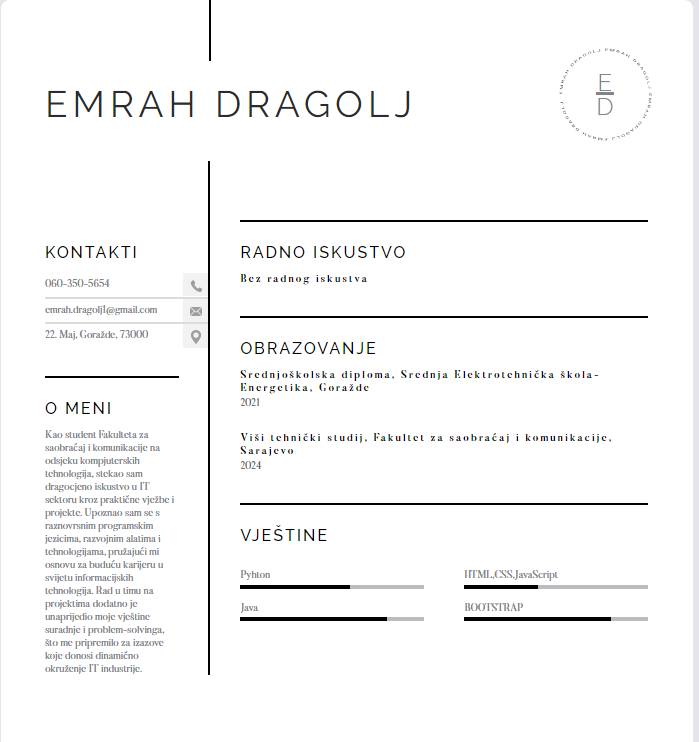 EMRAH DRAGOLJ
EMRAH DRAGOLJ EMRAH DRAGOLJ EMRAH DRAGOLJ EMRAH DRAGOLJ
E
D
KONTAKTI
060-350-5654
emrah.dragolj1@gmail.com
22. Maj, Goražde, 73000
O MENI
Kao student Fakulteta za
saobraćaj i komunikacije na
odsjeku kompjuterskih
tehnologija, stekao sam
dragocjeno iskustvo u IT
sektoru kroz praktične vježbe i
projekte. Upoznao sam se s
raznovrsnim programskim
jezicima, razvojnim alatima i
tehnologijama, pružajući mi
osnovu za buduću karijeru u
svijetu informacijskih
tehnologija. Rad u timu na
projektima dodatno je
unaprijedio moje vještine
suradnje i problem-solvinga,
što me pripremilo za izazove
koje donosi dinamično
okruženje IT industrije.
RADNO ISKUSTVO
Bez radnog iskustva
OBRAZOVANJE
Srednjoškolska diploma, Srednja Elektrotehnička škola-
Energetika, Goražde
2021
Viši tehnički studij, Fakultet za saobraćaj i komunikacije,
Sarajevo
2024
VJEŠTINE
Pyhton
HTML,CSS,JavaScript
Java
BOOTSTRAP